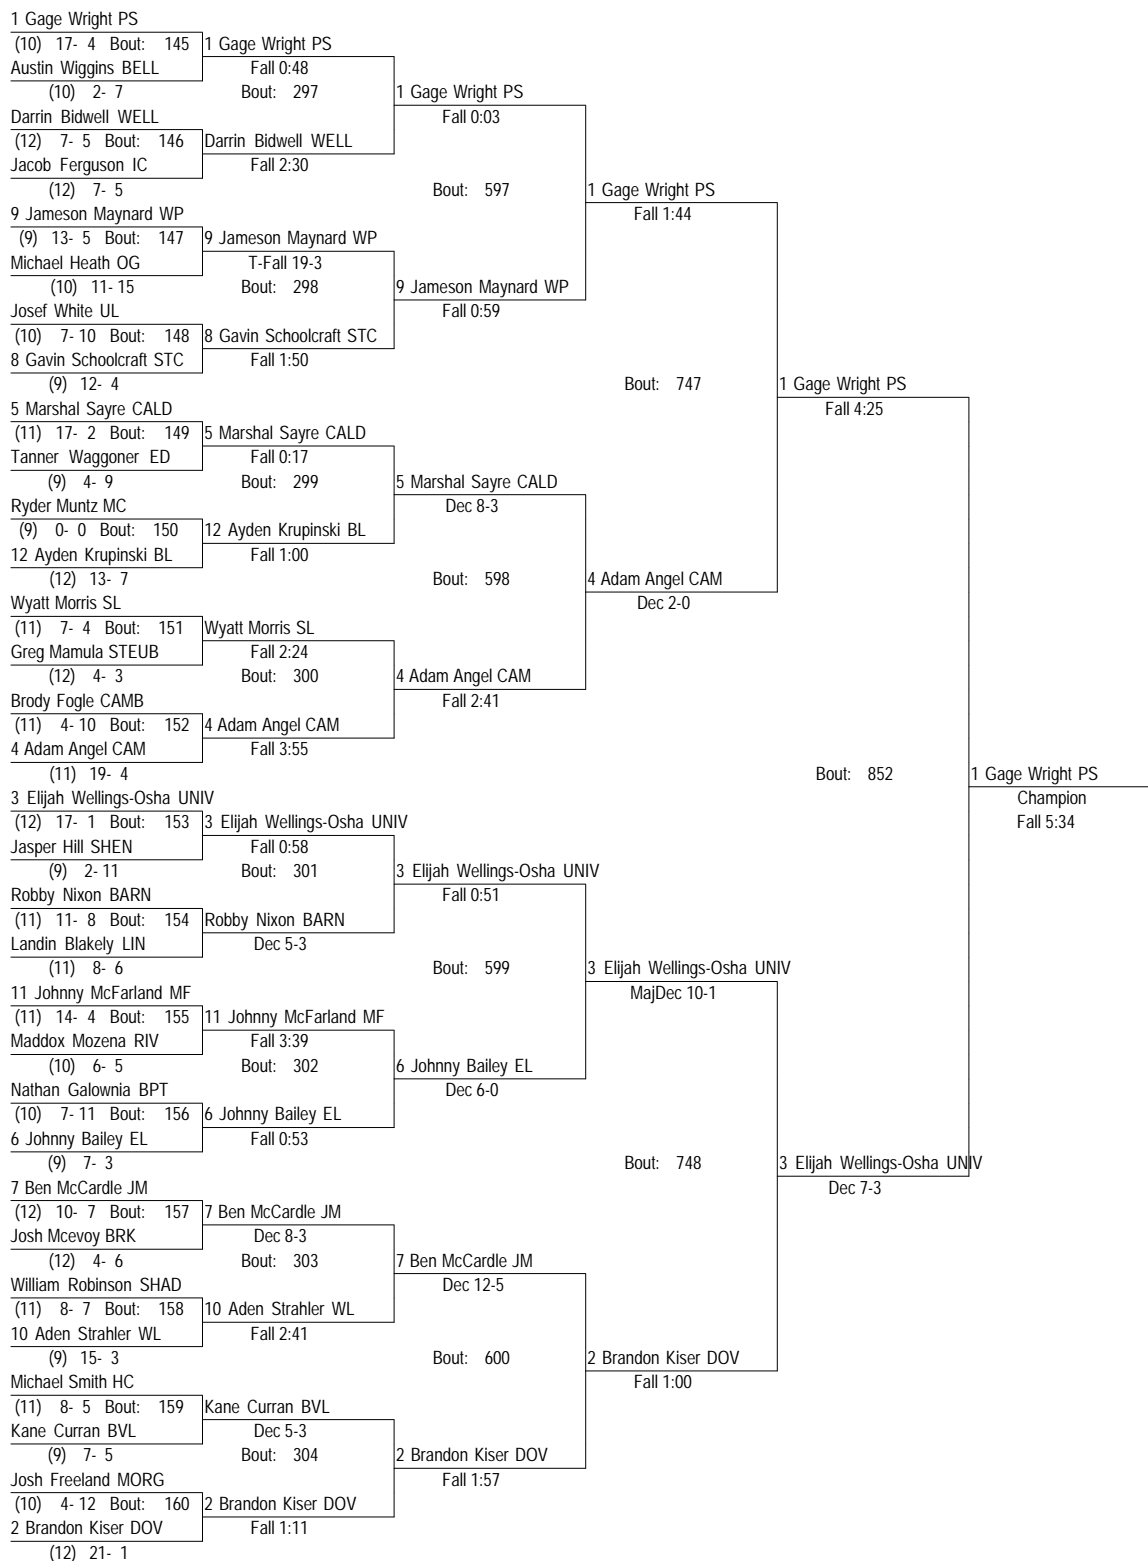 1 Gage Wright PS
(10) 17- 4 Bout: 145
1 Gage Wright PS
Austin Wiggins BELL
Fall 0:48
(10) 2- 7
Bout: 297
1 Gage Wright PS
Darrin Bidwell WELL
Fall 0:03
(12) 7- 5 Bout: 146
Darrin Bidwell WELL
Jacob Ferguson IC
Fall 2:30
(12) 7- 5
Bout: 597
1 Gage Wright PS
9 Jameson Maynard WP
Fall 1:44
(9) 13- 5 Bout: 147
9 Jameson Maynard WP
Michael Heath OG
T-Fall 19-3
(10) 11- 15
Bout: 298
9 Jameson Maynard WP
Josef White UL
Fall 0:59
(10) 7- 10 Bout: 148
8 Gavin Schoolcraft STC
8 Gavin Schoolcraft STC
Fall 1:50
(9) 12- 4
Bout: 747
1 Gage Wright PS
5 Marshal Sayre CALD
Fall 4:25
(11) 17- 2 Bout: 149
5 Marshal Sayre CALD
Tanner Waggoner ED
Fall 0:17
(9) 4- 9
Bout: 299
5 Marshal Sayre CALD
Ryder Muntz MC
Dec 8-3
(9) 0- 0 Bout: 150
12 Ayden Krupinski BL
12 Ayden Krupinski BL
Fall 1:00
(12) 13- 7
Bout: 598
4 Adam Angel CAM
Wyatt Morris SL
Dec 2-0
(11) 7- 4 Bout: 151
Wyatt Morris SL
Greg Mamula STEUB
Fall 2:24
(12) 4- 3
Bout: 300
4 Adam Angel CAM
Brody Fogle CAMB
Fall 2:41
(11) 4- 10 Bout: 152
4 Adam Angel CAM
4 Adam Angel CAM
Fall 3:55
(11) 19- 4
Bout: 852
1 Gage Wright PS
3 Elijah Wellings-Osha UNIV
Champion
(12) 17- 1 Bout: 153
3 Elijah Wellings-Osha UNIV
Fall 5:34
Jasper Hill SHEN
Fall 0:58
(9) 2- 11
Bout: 301
3 Elijah Wellings-Osha UNIV
Robby Nixon BARN
Fall 0:51
(11) 11- 8 Bout: 154
Robby Nixon BARN
Landin Blakely LIN
Dec 5-3
(11) 8- 6
Bout: 599
3 Elijah Wellings-Osha UNIV
11 Johnny McFarland MF
MajDec 10-1
(11) 14- 4 Bout: 155
11 Johnny McFarland MF
Maddox Mozena RIV
Fall 3:39
(10) 6- 5
Bout: 302
6 Johnny Bailey EL
Nathan Galownia BPT
Dec 6-0
(10) 7- 11 Bout: 156
6 Johnny Bailey EL
6 Johnny Bailey EL
Fall 0:53
(9) 7- 3
Bout: 748
3 Elijah Wellings-Osha UNIV
7 Ben McCardle JM
Dec 7-3
(12) 10- 7 Bout: 157
7 Ben McCardle JM
Josh Mcevoy BRK
Dec 8-3
(12) 4- 6
Bout: 303
7 Ben McCardle JM
William Robinson SHAD
Dec 12-5
(11) 8- 7 Bout: 158
10 Aden Strahler WL
10 Aden Strahler WL
Fall 2:41
(9) 15- 3
Bout: 600
2 Brandon Kiser DOV
Michael Smith HC
Fall 1:00
(11) 8- 5 Bout: 159
Kane Curran BVL
Kane Curran BVL
Dec 5-3
(9) 7- 5
Bout: 304
2 Brandon Kiser DOV
Josh Freeland MORG
Fall 1:57
(10) 4- 12 Bout: 160
2 Brandon Kiser DOV
2 Brandon Kiser DOV
Fall 1:11
(12) 21- 1